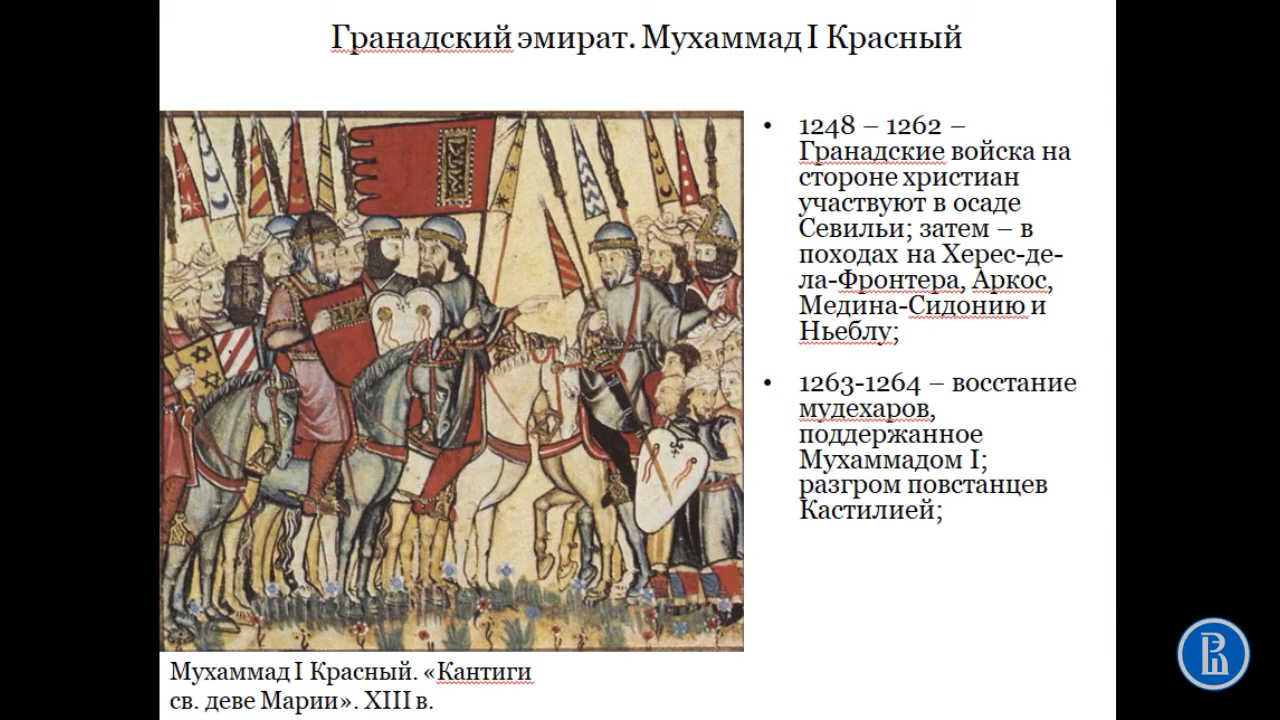 Гранадский эмират. Мухаммад I Красный
• 1248 – 1262 –
Гранадские войска на
стороне христиан
участвуют в осаде
Севильи; затем – в
походах на Херес-де-
ла-Фронтера, Аркос,
Медина-Сидонию и
Ньеблу;
• 1263-1264 – восстание
мудехаров,
поддержанное
Мухаммадом I;
разгром повстанцев
Кастилией;
Мухаммад I Красный. «Кантиги
св. деве Марии». XIII в.